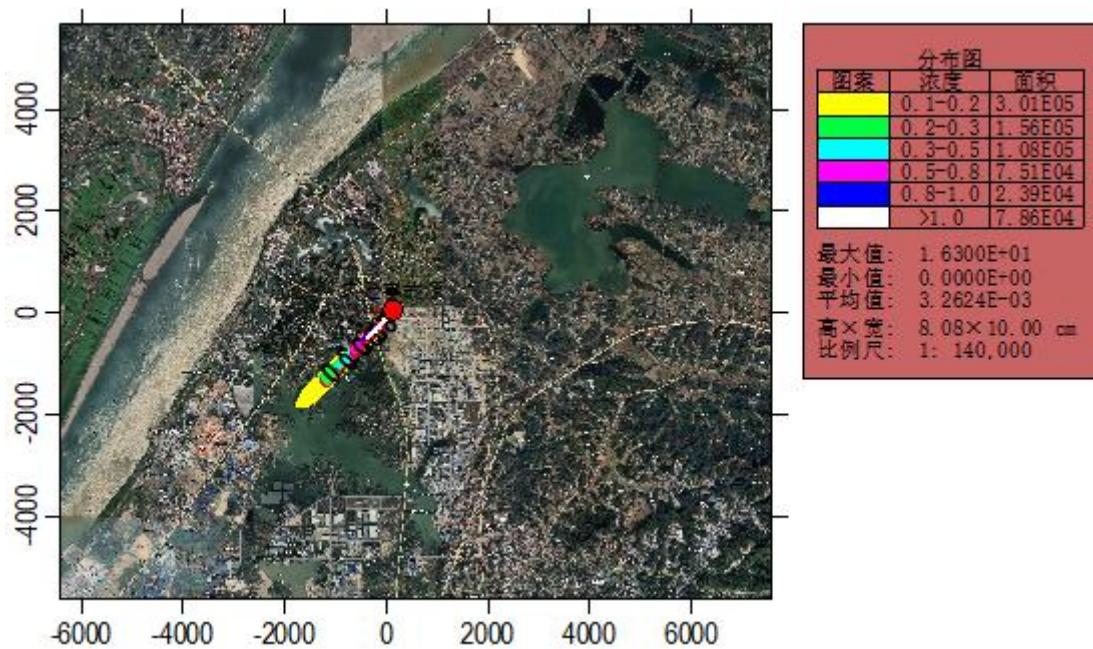 4000
2000
0
-2000
-4000
-6000 -4000 -2000 0 2000 4000 6000
分布图
图案 浓度 面积
0.1-0.2 3.01E05
0.2-0.3 1.56E05
0.3-0.5 1.08E05
0.5-0.8 7.51E04
0.8-1.0 2.39E04
>1.0 7.86E04
最大值: 1.6300E+01
最小值: 0.0000E+00
平均值: 3.2624E-03
高×宽: 8.08×10.00 cm
比例尺: 1: 140,000